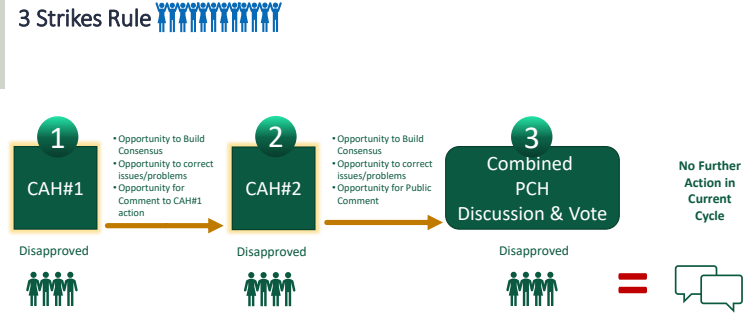 3 Strikes Rule
1
CAH#1
Disapproved
• Opportunity to Build
Consensus
• Opportunity to correct
issues/problems
• Opportunity for
Comment to CAH#1
action
2
CAH#2
Disapproved
• Opportunity to Build
Consensus
• Opportunity to correct
issues/problems
• Opportunity for Public
Comment
3
Combined
PCH
Discussion & Vote
Disapproved
=
No Further
Action in
Current
Cycle